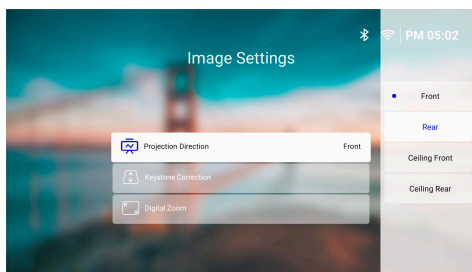 PM 05:02
Image Settings
Front
Rear
Projection Direction Front
Ceiling Front
Keystone Correction
Ceiling Rear
Digital Zoom